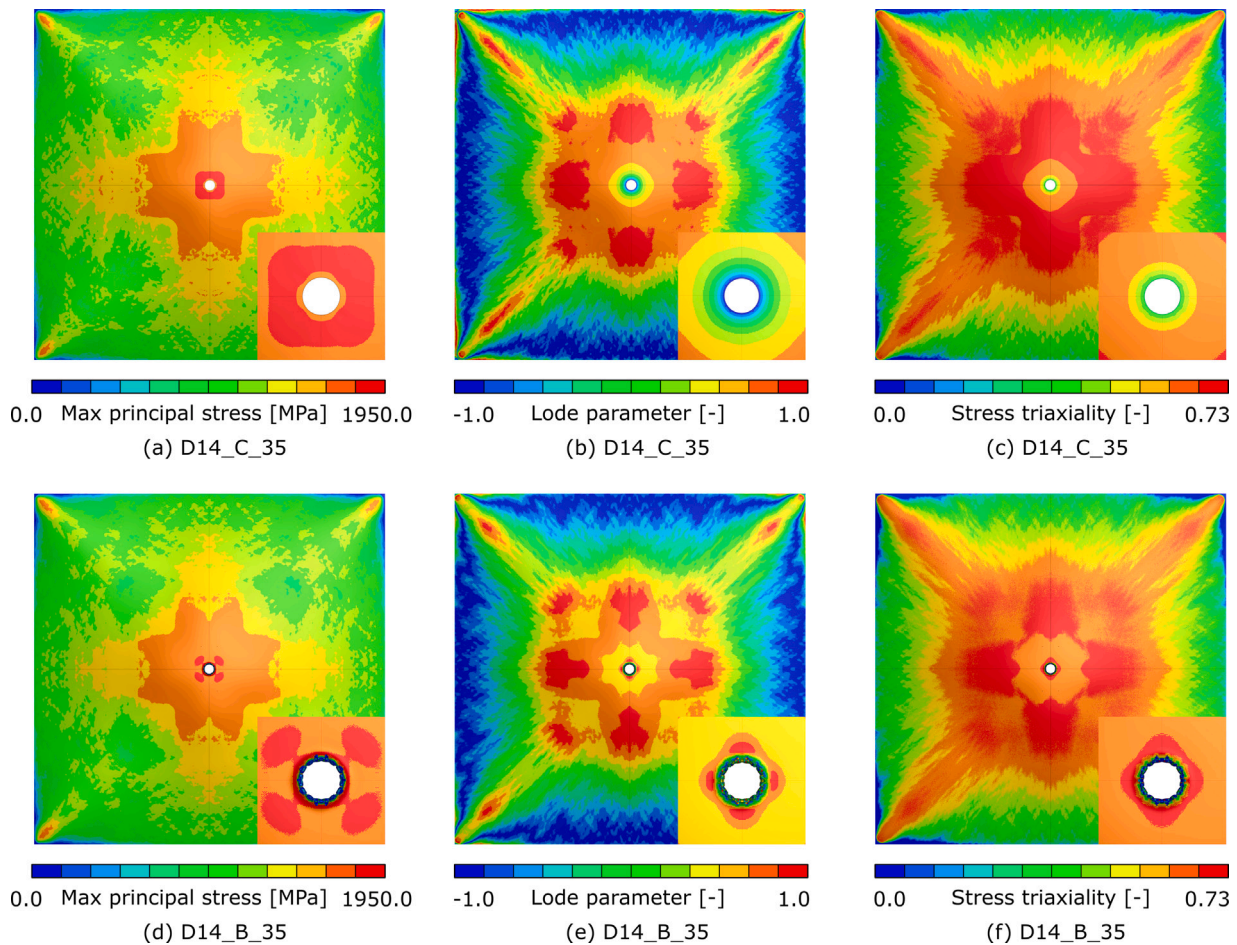 0.0 Max principal stress [MPa] 1950.0
(a) D14_C_35
-1.0 Lode parameter [-] 1.0
(b) D14_C_35
0.0 Stress triaxiality [-] 0.73
(c) D14_C_35
0.0 Max principal stress [MPa] 1950.0
(d) D14_B_35
-1.0 Lode parameter [-] 1.0
(e) D14_B_35
0.0 Stress triaxiality [-] 0.73
(f) D14_B_35